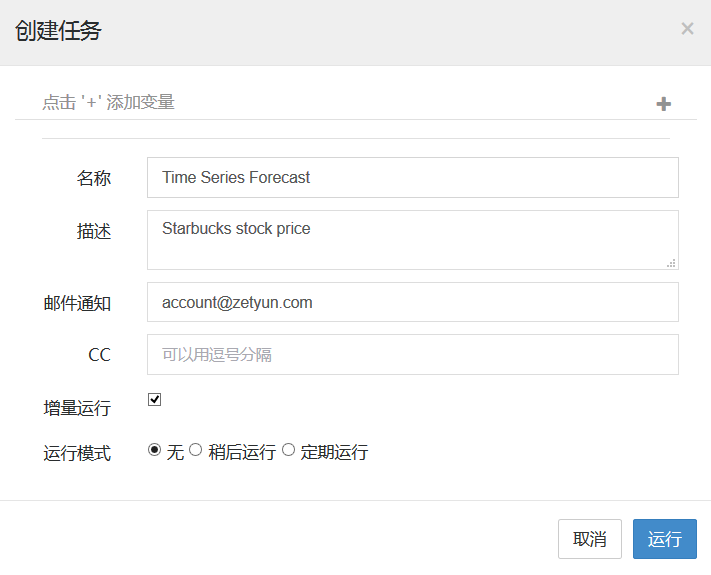 创建任务 ×
点击 '+' 添加变量
名称 Time Series Forecast
描述 Starbucks stock price
邮件通知 account@zetyun.com
CC 可以用逗号分隔
增量运行
运行模式 无 稍后运行 定期运行
取消 运行